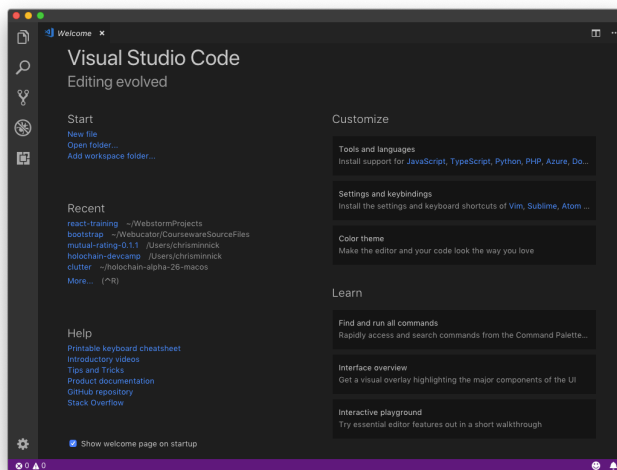 Welcome ×
Visual Studio Code
Editing evolved
Start
New file
Open folder...
Add workspace folder...
Recent
react-training ~/WebstormProjects
bootstrap ~/Webucator/CoursewareSourceFiles
mutual-rating-0.1.1 /Users/chrisminnick
holochain-devcamp /Users/chrisminnick
clutter ~/holochain-alpha-26-macos
More... (^R)
Help
Printable keyboard cheatsheet
Introductory videos
Tips and Tricks
Product documentation
GitHub repository
Stack Overflow
Show welcome page on startup
Customize
Tools and languages
Install support for JavaScript, TypeScript, Python, PHP, Azure, Do...
Settings and keybindings
Install the settings and keyboard shortcuts of Vim, Sublime, Atom ...
Color theme
Make the editor and your code look the way you love
Learn
Find and run all commands
Rapidly access and search commands from the Command Palette...
Interface overview
Get a visual overlay highlighting the major components of the UI
Interactive playground
Try essential editor features out in a short walkthrough
0 0